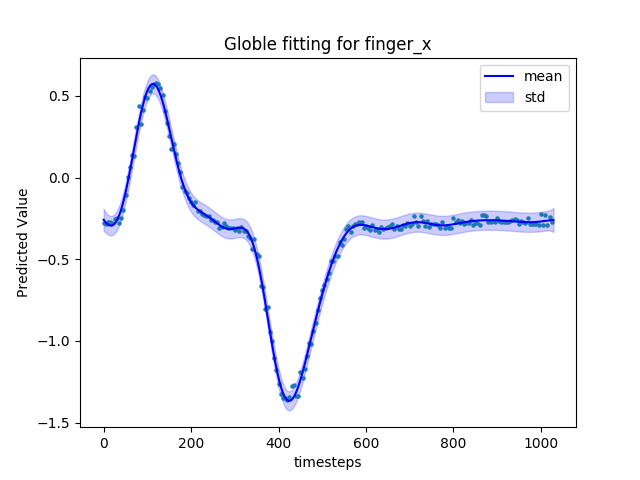 Globle fitting for finger_x
mean
std
0.5
0.0
−0.5
−1.0
−1.5
Predicted Value
0 200 400 600 800 1000
timesteps